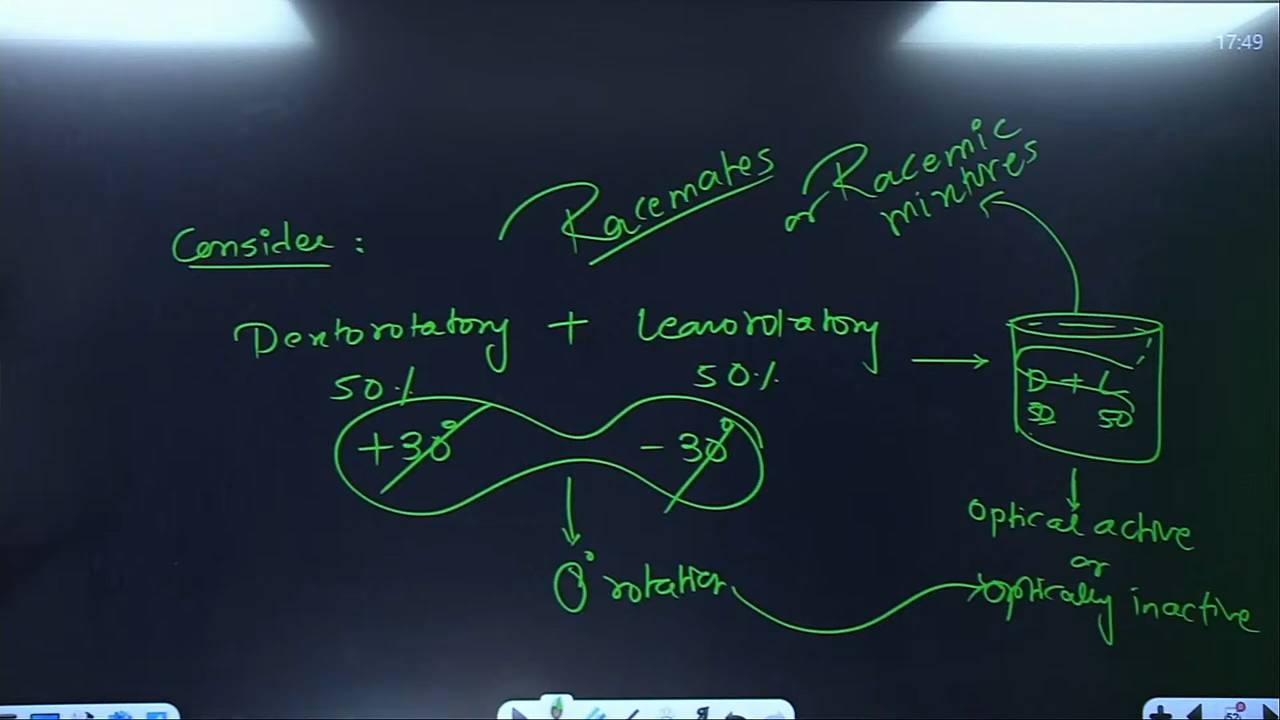 17:49
Racemates or Racemic
mixtures
Consider :
Dextorotatory + Leavorotatory →
50% 50%
D + L
50 50
+30° - 30°
Optical active
or
0° rotation optically inactive